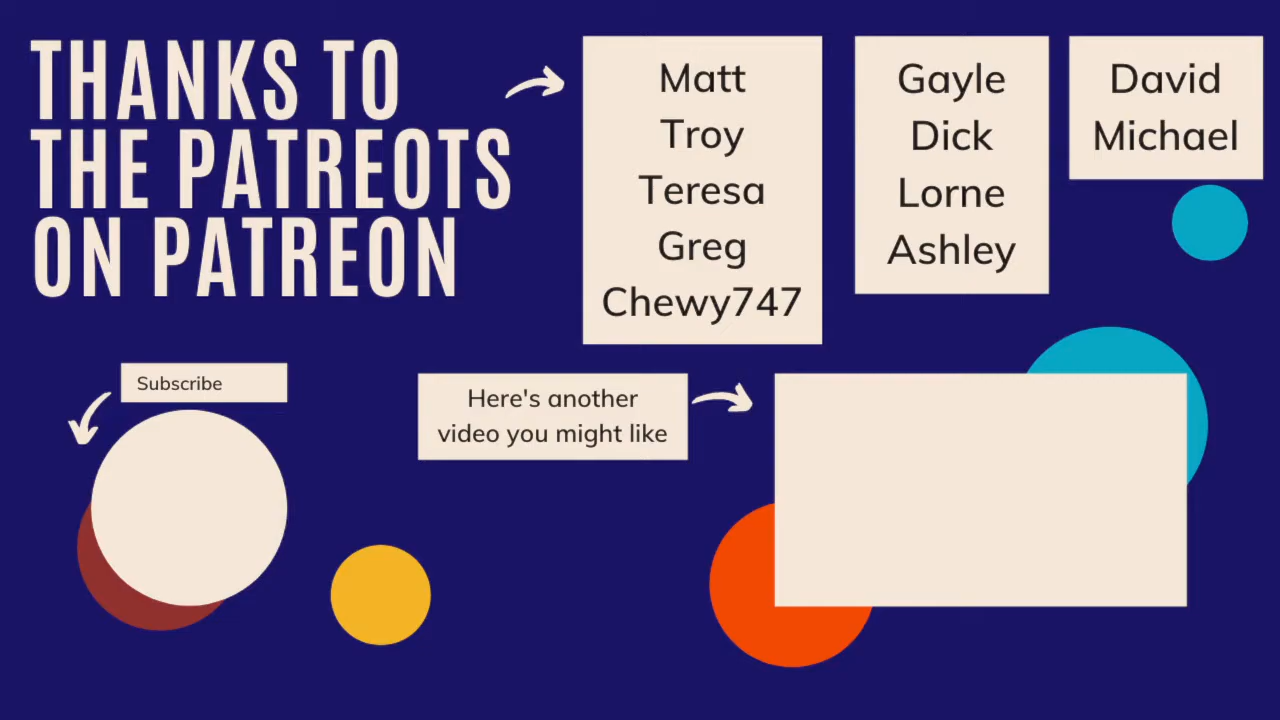 THANKS TO
THE PATREOTS
ON PATREON
Matt
Troy
Teresa
Greg
Chewy747
Gayle
Dick
Lorne
Ashley
David
Michael
Subscribe
Here's another
video you might like